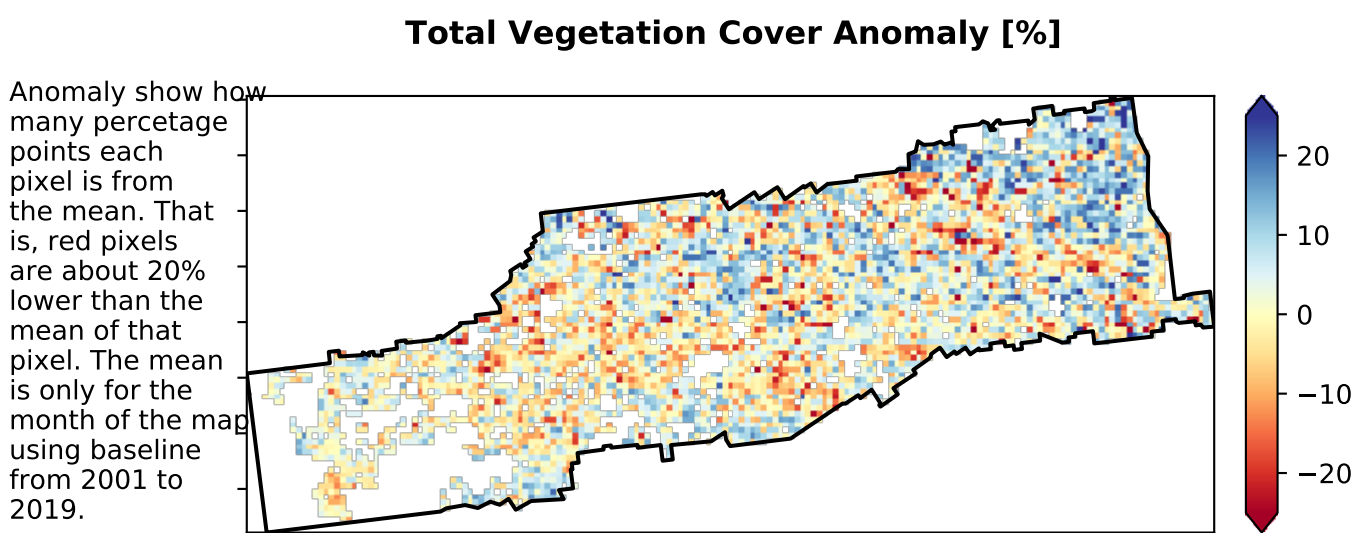 Total Vegetation Cover Anomaly [%]
Anomaly show how
many percetage
points each
pixel is from
the mean. That
is, red pixels
are about 20%
lower than the
mean of that
pixel. The mean
is only for the
month of the map
using baseline
from 2001 to
2019.
20
10
0
−10
−20